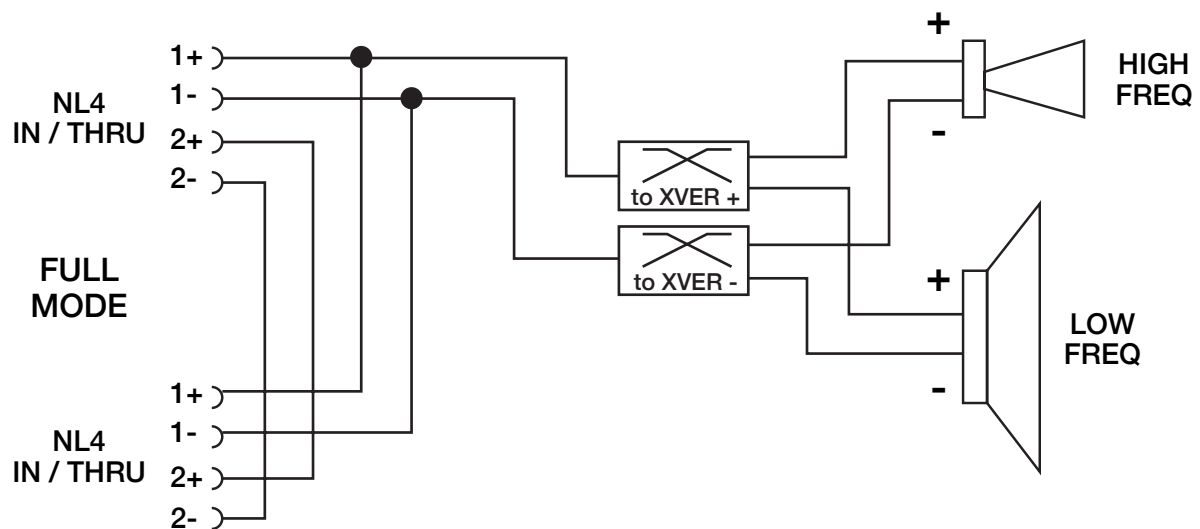 1+
1-
NL4
IN / THRU
2+
2-
FULL
MODE
1+
1-
NL4
IN / THRU
2+
2-
to XVER +
to XVER -
+
-
HIGH
FREQ
+
-
LOW
FREQ